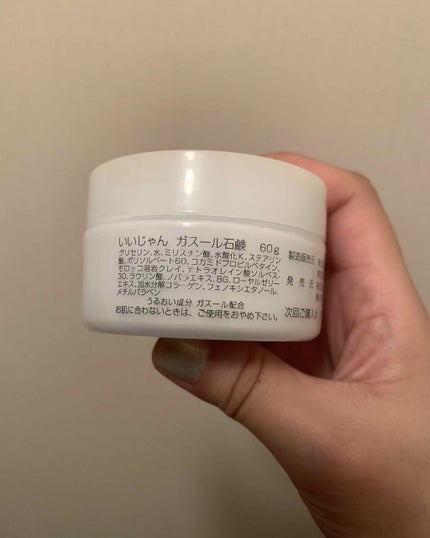 いいじゃん ガスール石鹸 60g
グリセリン、水、ミリスチン酸、水酸化K、ステアリン
酸、ポリソルベート60、コカミドプロピルベタイン、
モロッコ溶岩クレイ、テトラオレイン酸ソルベス-
30、ラウリン酸、ノバラエキス、BG、ローヤルゼリー
エキス、加水分解コラーゲン、フェノキシエタノール、
メチルパラベン
うるおい成分 ガスール配合
お肌に合わないときは、ご使用をおやめ下さい。
製造販売元
発売元
次回ご購入は